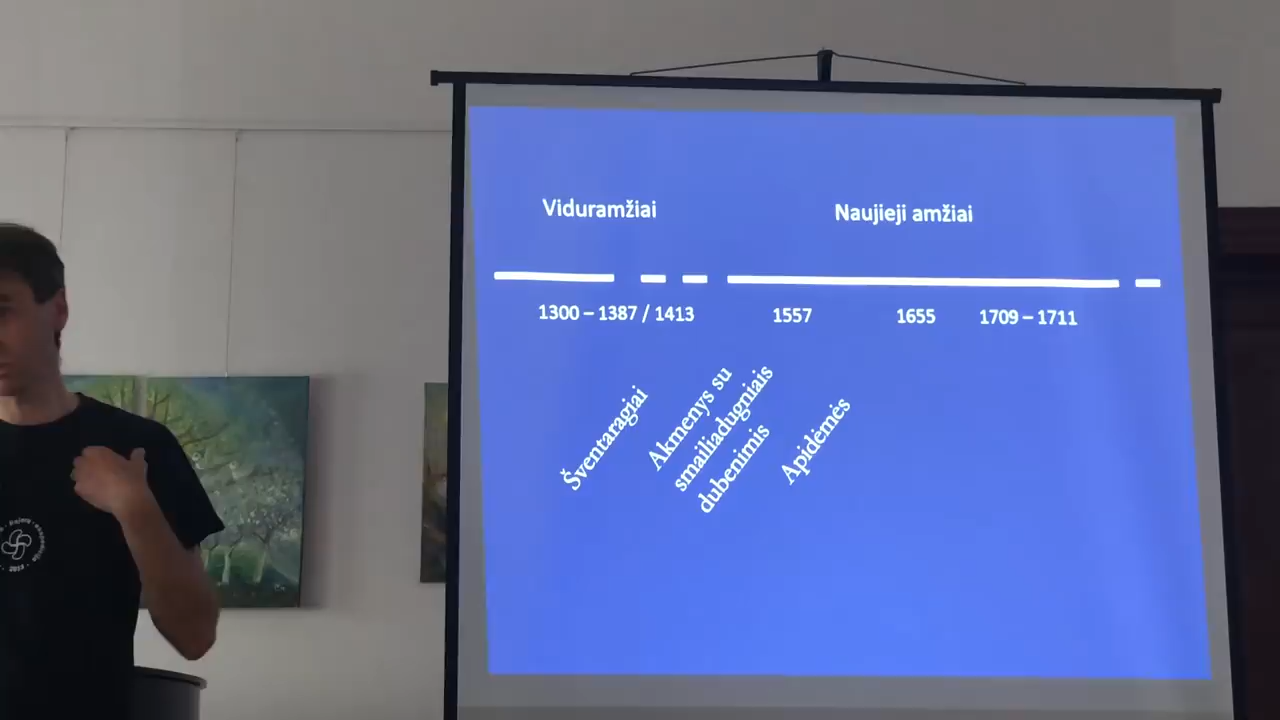 Viduramžiai
Naujieji amžiai
1300 – 1387 / 1413
1557
1655
1709 – 1711
Šventaragiai
Akmenys su
smailiadugniais
dubenimis
Apidėmės